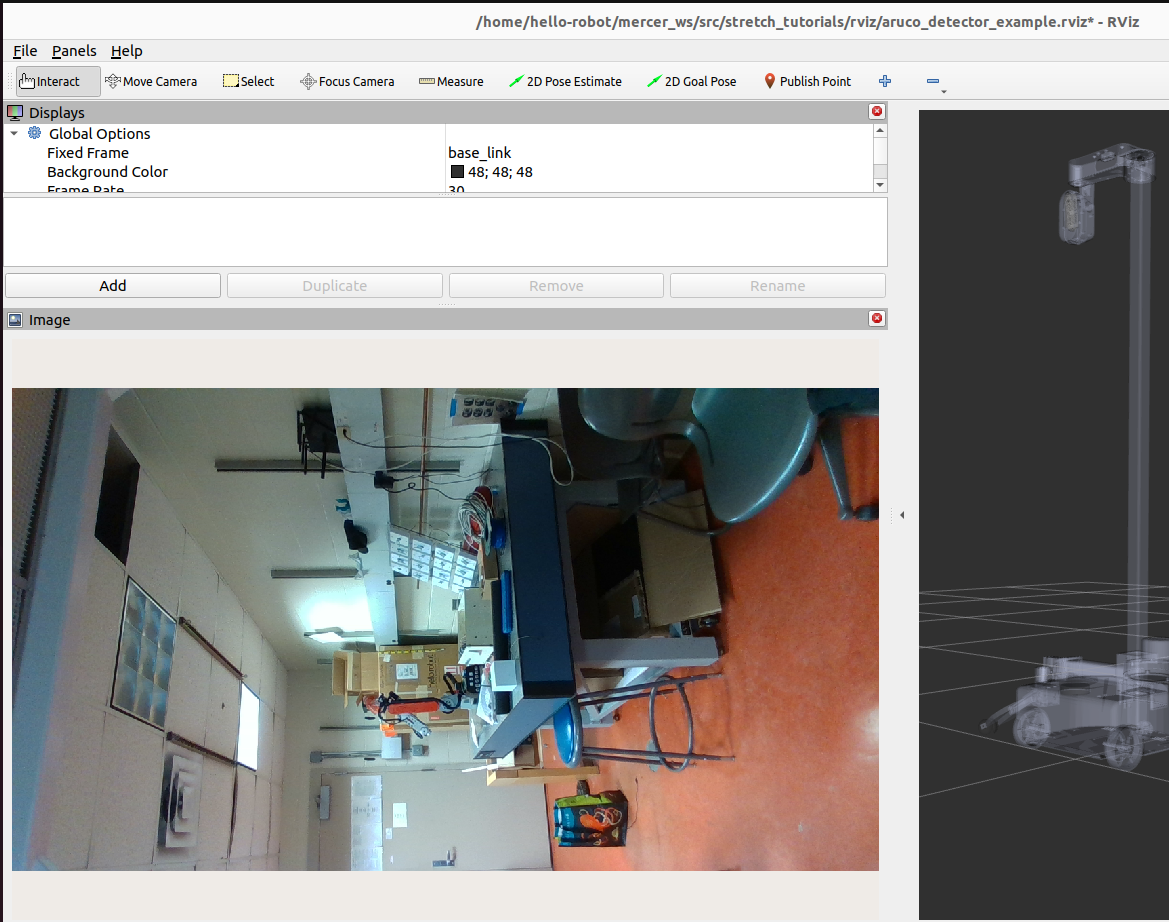 /home/hello-robot/mercer_ws/src/stretch_tutorials/rviz/aruco_detector_example.rviz* - RViz
File Panels Help
Interact Move Camera Select Focus Camera Measure 2D Pose Estimate 2D Goal Pose Publish Point
Displays
Global Options
Fixed Frame base_link
Background Color 48; 48; 48
Frame Rate 30
Add Duplicate Remove Rename
Image